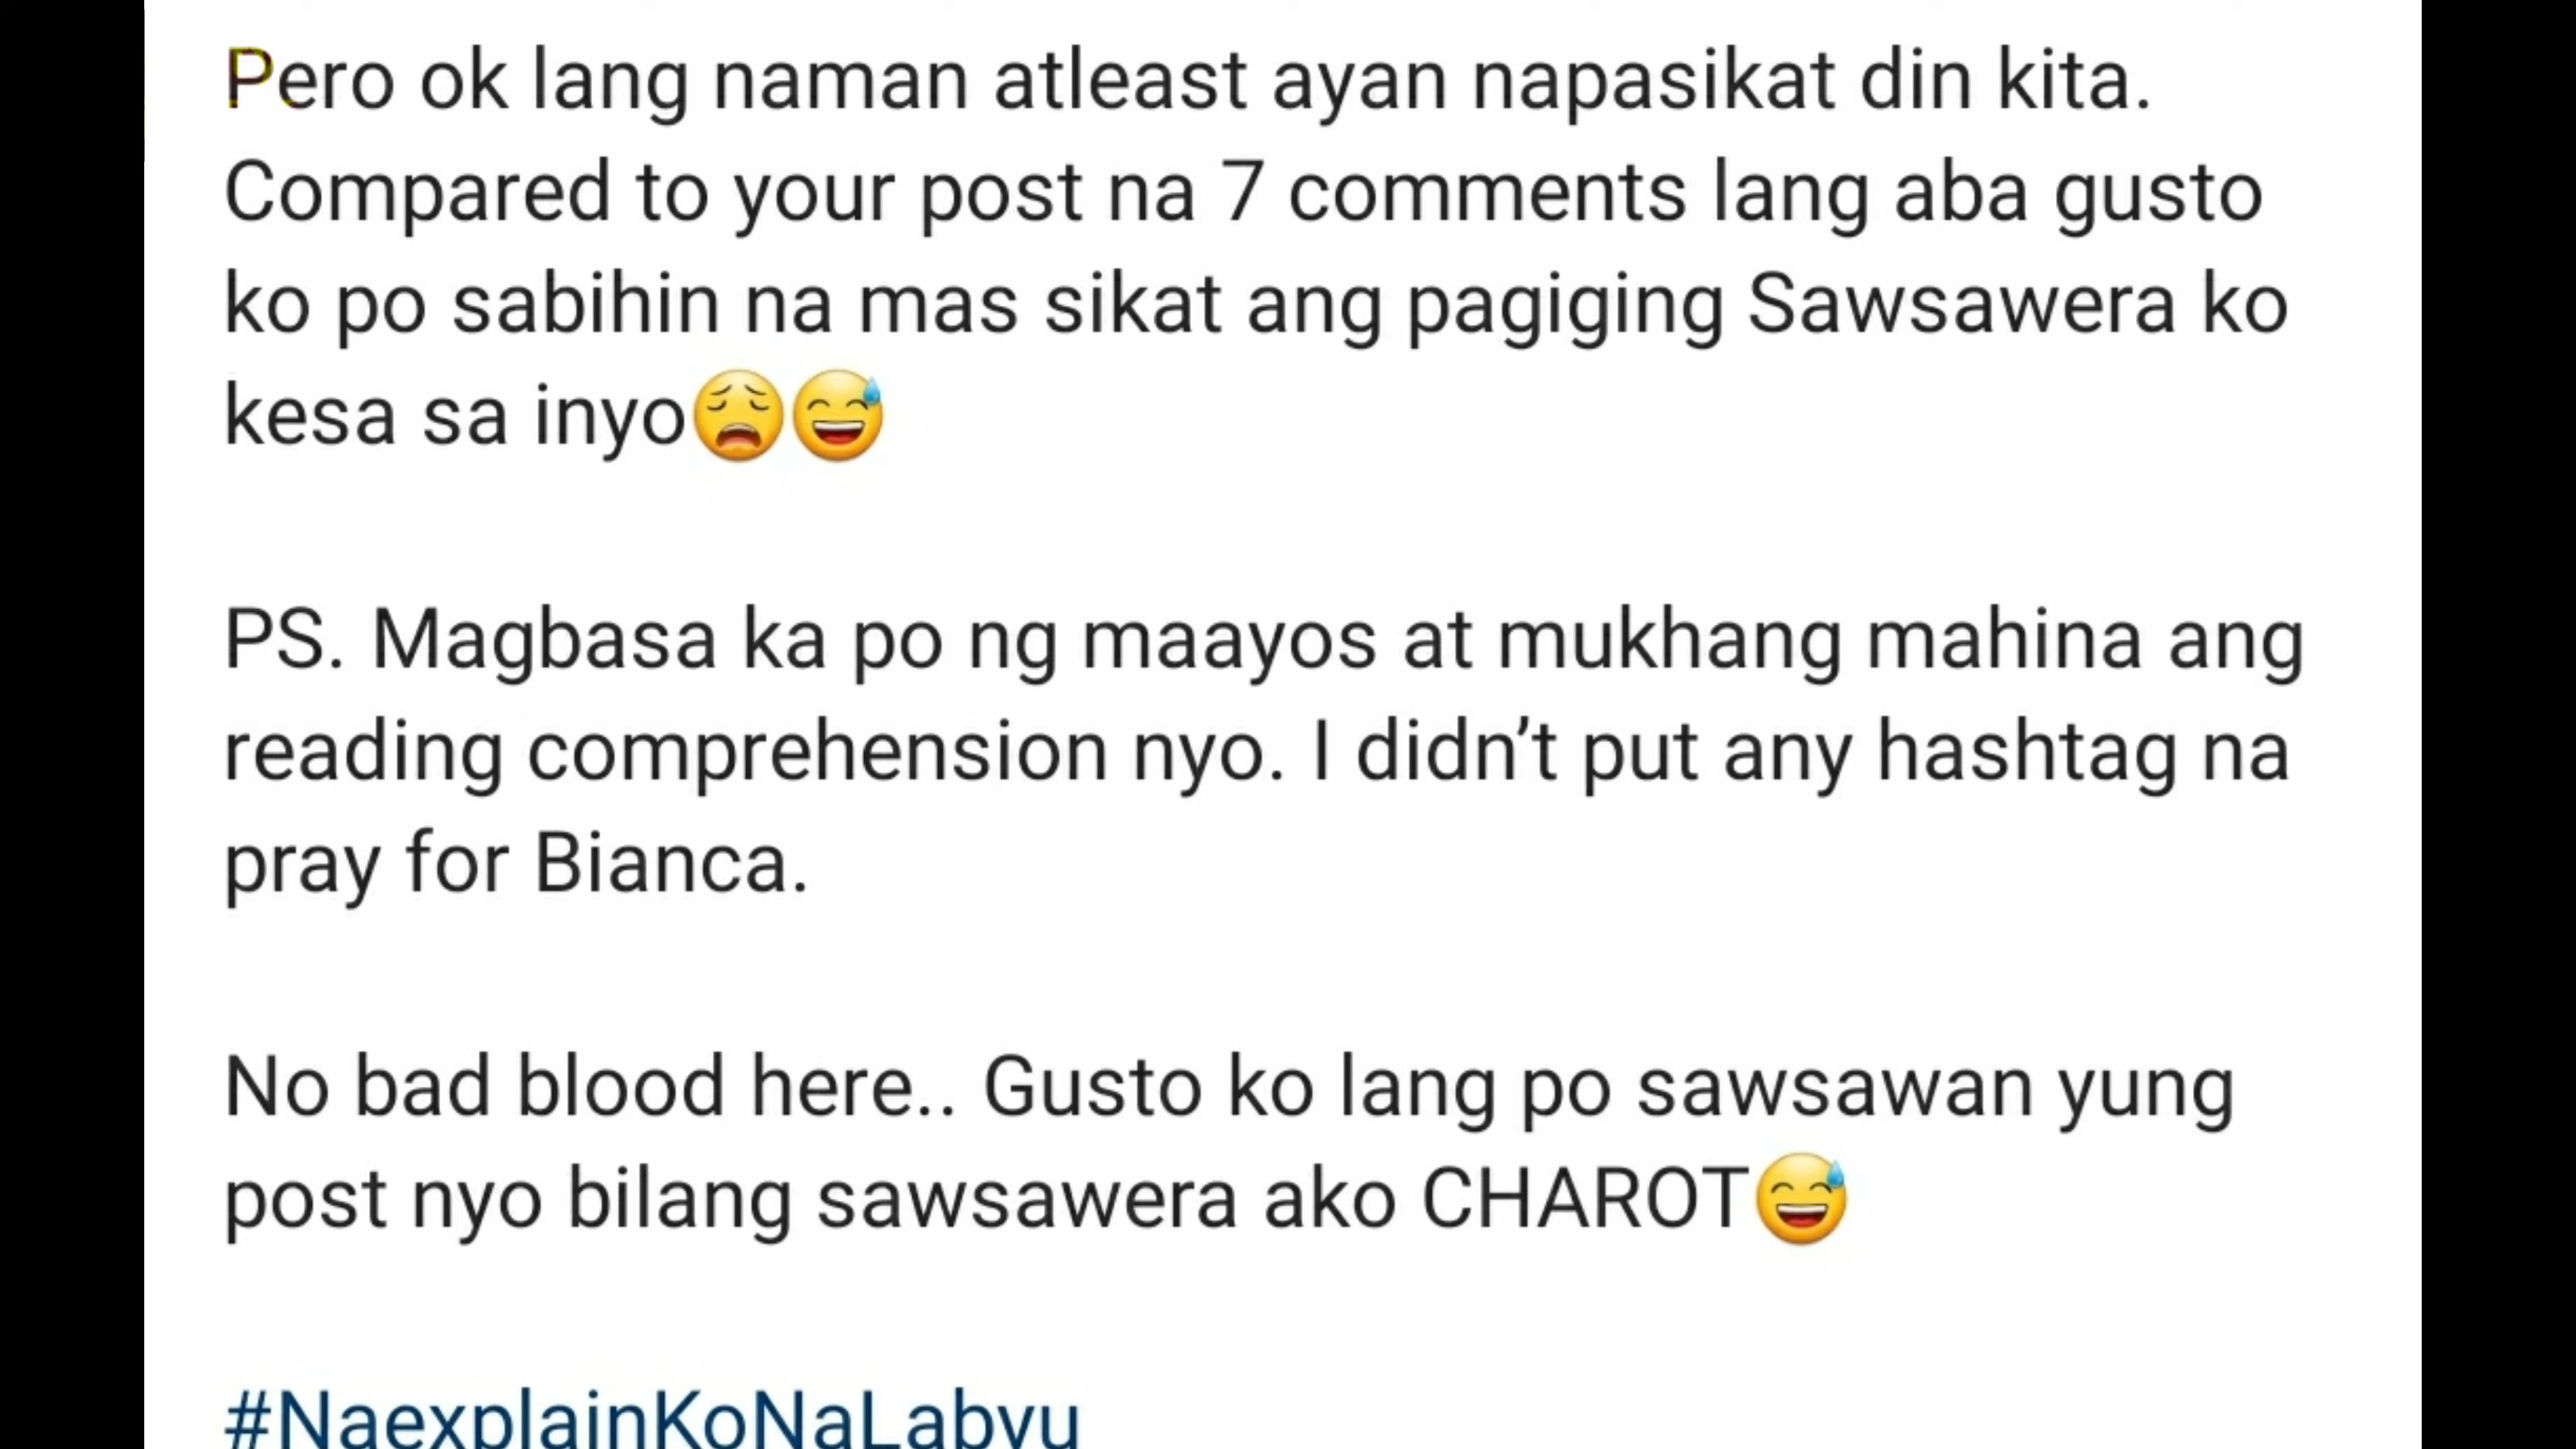 Pero ok lang naman atleast ayan napasikat din kita.
Compared to your post na 7 comments lang aba gusto
ko po sabihin na mas sikat ang pagiging Sawsawera ko
kesa sa inyo😩😅
PS. Magbasa ka po ng maayos at mukhang mahina ang
reading comprehension nyo. I didn’t put any hashtag na
pray for Bianca.
No bad blood here.. Gusto ko lang po sawsawan yung
post nyo bilang sawsawera ako CHAROT😅
#NaexplainKoNaLabyu